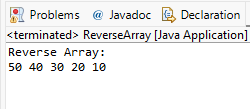 Problems @ Javadoc Declaration
<terminated> ReverseArray [Java Application]
Reverse Array:
50 40 30 20 10